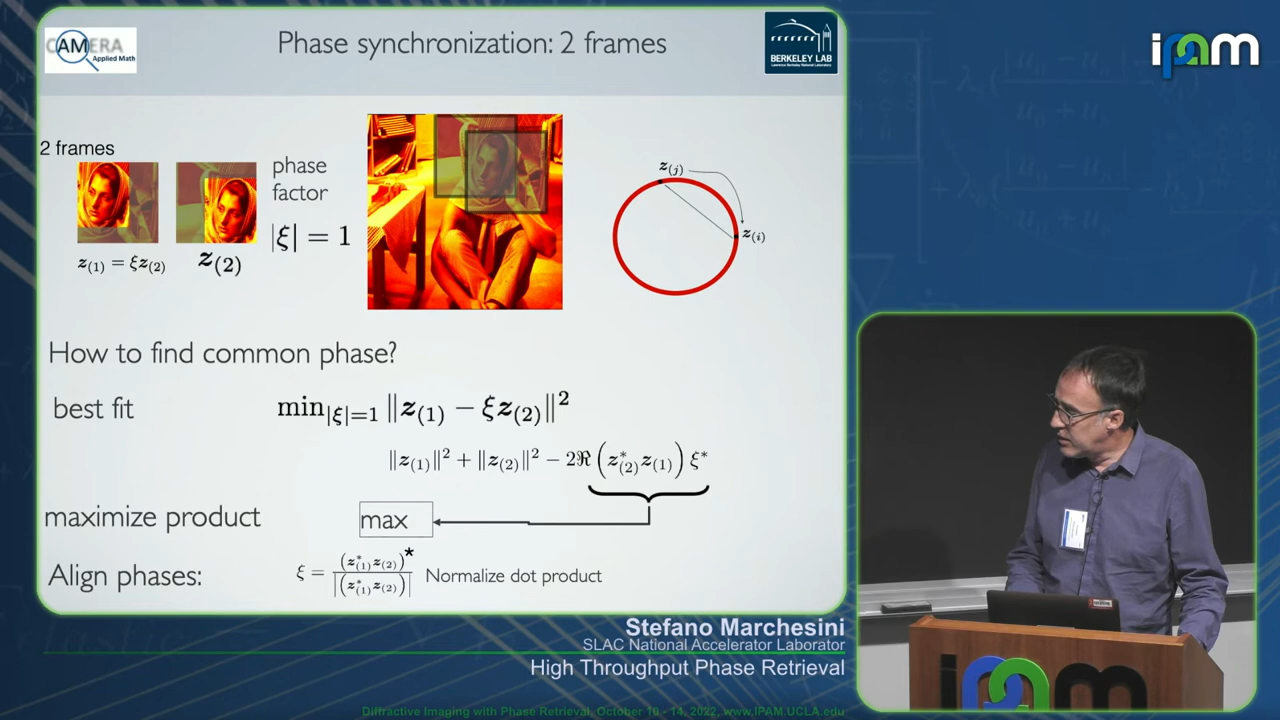 CAMERA
Applied Math
Phase synchronization: 2 frames
BERKELEY LAB
ipam
2 frames
phase
factor
|ξ| = 1
z(1) = ξz(2)
z(2)
z(j)
z(i)
How to find common phase?
best fit
min|ξ|=1 ‖z(1) − ξz(2)‖²
‖z(1)‖² + ‖z(2)‖² − 2ℜ (z*(2)z(1)) ξ*
maximize product
max
Align phases:
ξ = (z*(1)z(2))* / |(z*(1)z(2))|
Normalize dot product
Stefano Marchesini
SLAC National Accelerator Laborator
High Throughput Phase Retrieval
Diffractive Imaging with Phase Retrieval, October 10 - 14, 2022, www.IPAM.UCLA.edu
ipam